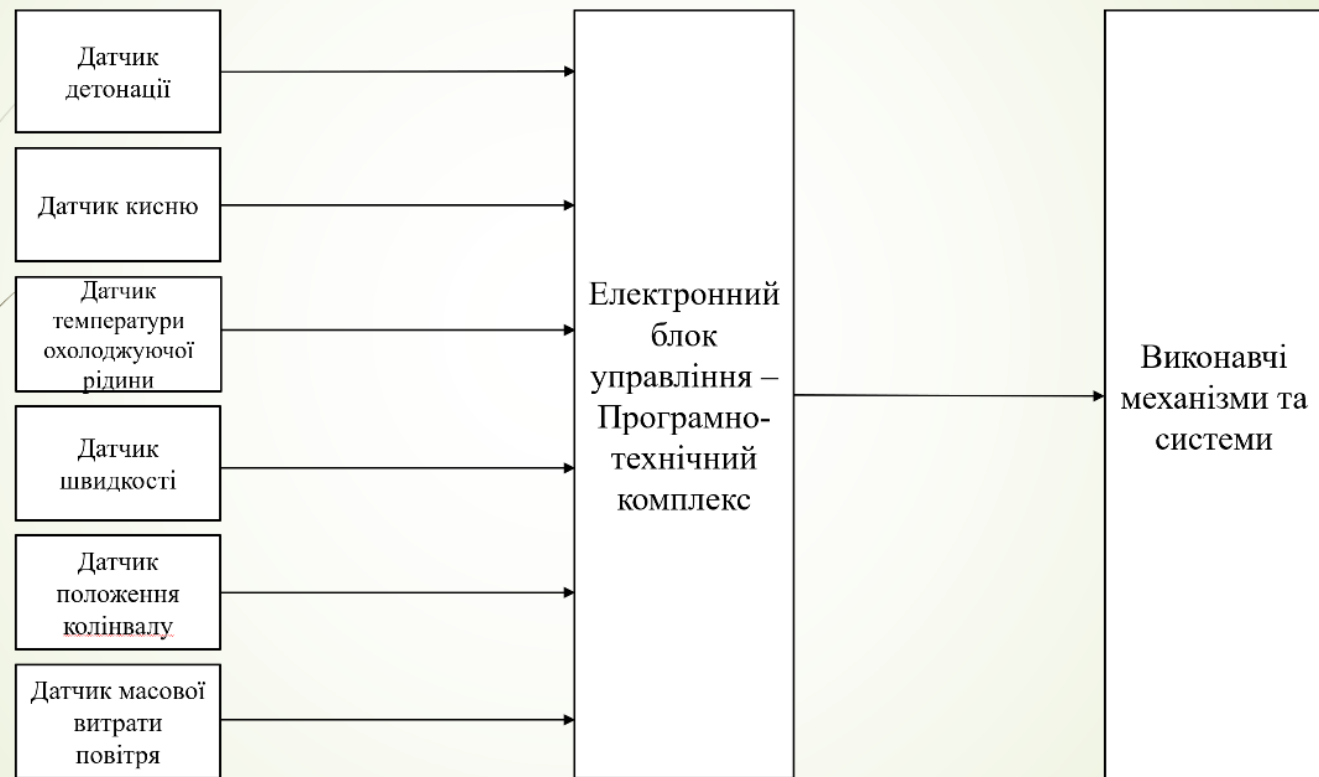 Датчик
детонації
Датчик кисню
Датчик
температури
охолоджуючої
рідини
Датчик
швидкості
Датчик
положення
колінвалу
Датчик масової
витрати
повітря
Електронний
блок
управління –
Програмно-
технічний
комплекс
Виконавчі
механізми та
системи